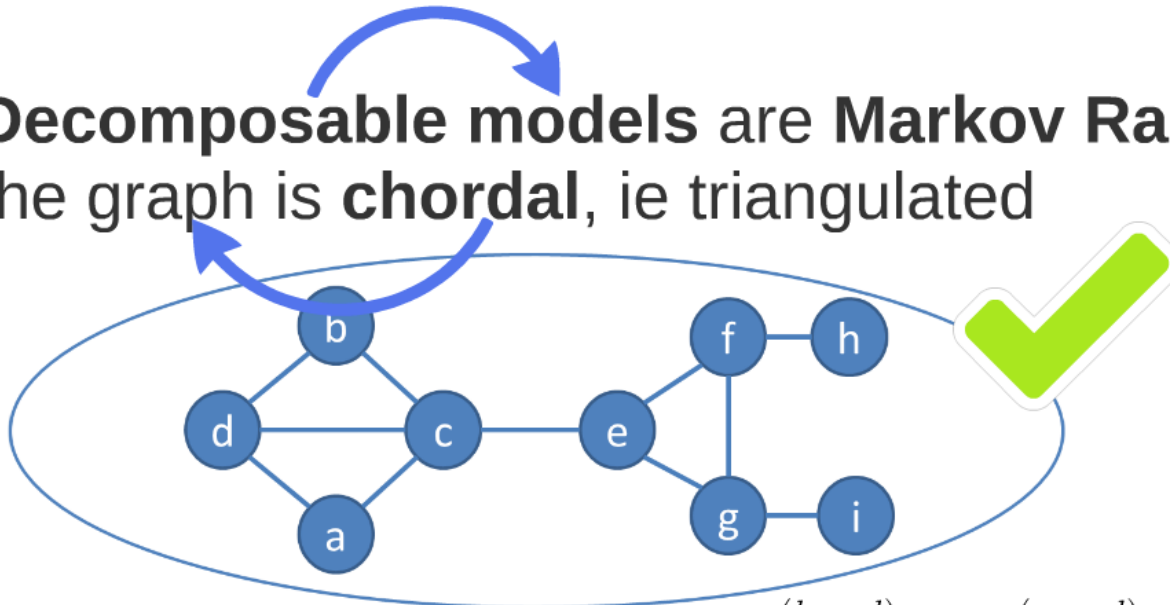 Decomposable models are Markov Ra
he graph is chordal, ie triangulated
b
f h
d c e
g i
a